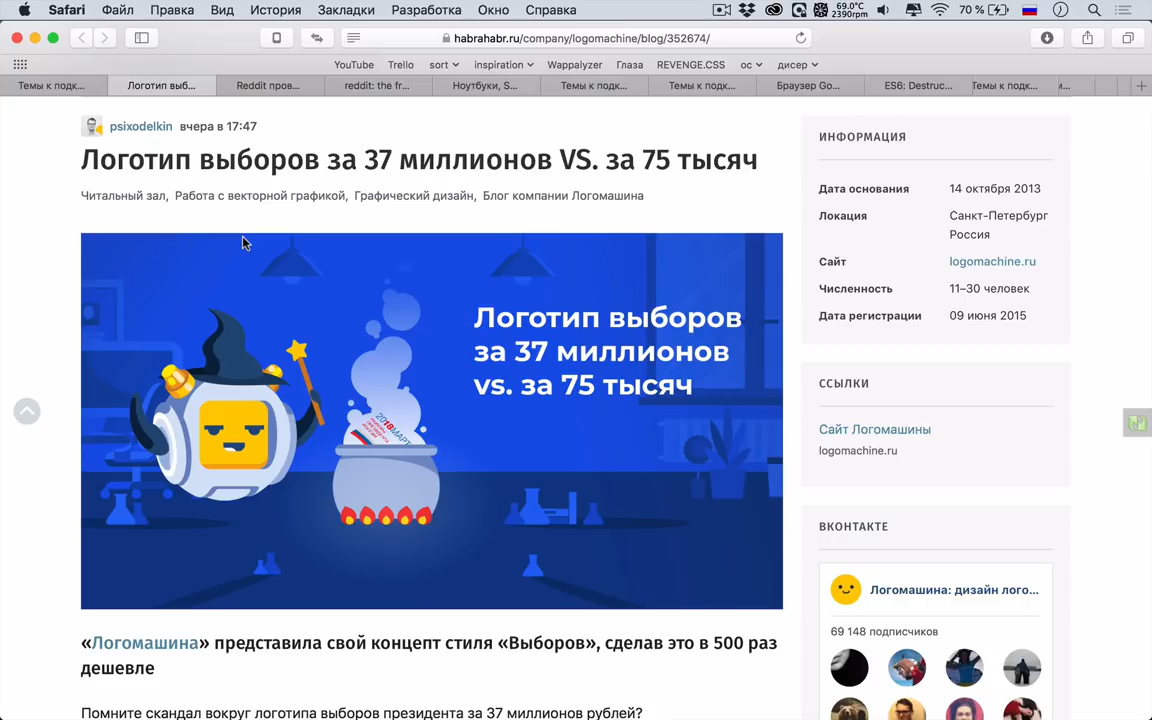 Safari Файл Правка Вид История Закладки Разработка Окно Справка 69.0°C 2390rpm 70 %
habrahabr.ru/company/logomachine/blog/352674/
YouTube Trello sort inspiration Wappalyzer Глаза REVENGE.CSS ос дисер
Темы к подк... Логотип выб... Reddit пров... reddit: the fr... Ноутбуки, S... Темы к подк... Темы к подк... Браузер Go... ES6: Destruc... Темы к подк...
psixodelkin вчера в 17:47
Логотип выборов за 37 миллионов VS. за 75 тысяч
Читальный зал, Работа с векторной графикой, Графический дизайн, Блог компании Логомашина
Логотип выборов
за 37 миллионов
vs. за 75 тысяч
2018МАРТ
«Логомашина» представила свой концепт стиля «Выборов», сделав это в 500 раз
дешевле
Помните скандал вокруг логотипа выборов президента за 37 миллионов рублей?
ИНФОРМАЦИЯ
Дата основания 14 октября 2013
Локация Санкт-Петербург
Россия
Сайт logomachine.ru
Численность 11–30 человек
Дата регистрации 09 июня 2015
ССЫЛКИ
Сайт Логомашины
logomachine.ru
ВКОНТАКТЕ
Логомашина: дизайн лого...
69 148 подписчиков